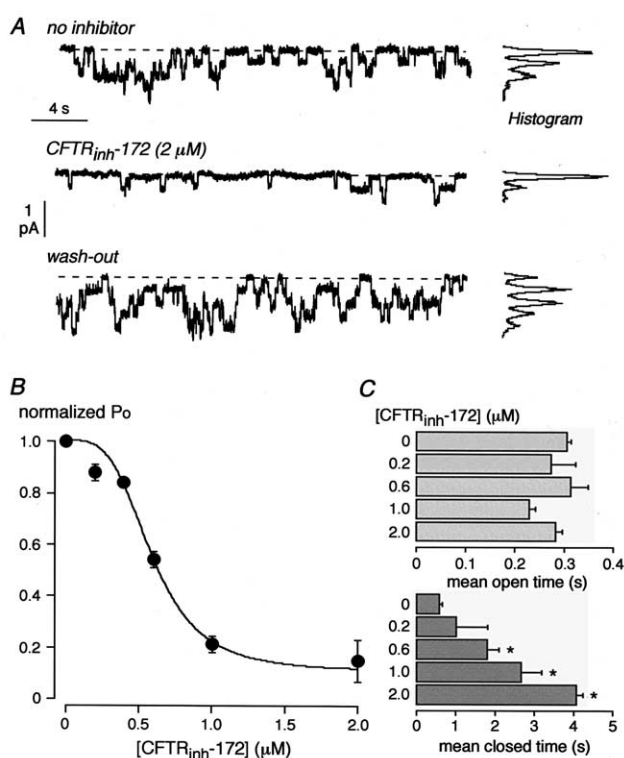 A
no inhibitor
4 s
Histogram
CFTRinh-172 (2 µM)
1
pA
wash-out
B
normalized Po
1.0
0.8
0.6
0.4
0.2
0
0
0.5
1.0
1.5
2.0
[CFTRinh-172] (µM)
C
[CFTRinh-172] (µM)
0
0.2
0.6
1.0
2.0
0 0.1 0.2 0.3 0.4
mean open time (s)
0
0.2
0.6 *
1.0 *
2.0 *
0 1 2 3 4 5
mean closed time (s)